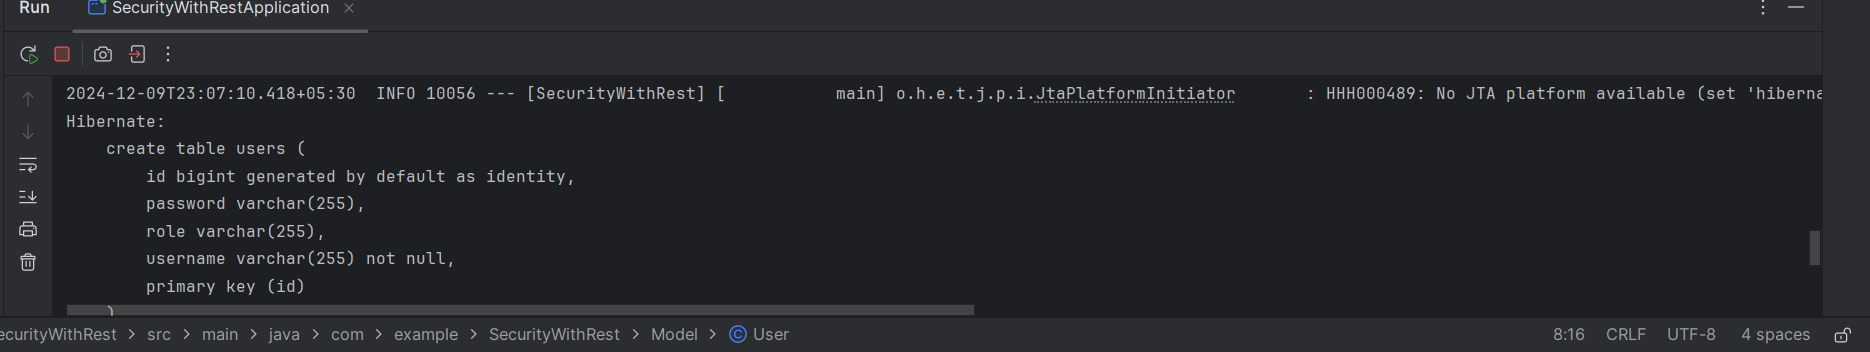 Run SecurityWithRestApplication
2024-12-09T23:07:10.418+05:30  INFO 10056 --- [SecurityWithRest] [           main] o.h.e.t.j.p.i.JtaPlatformInitiator       : HHH000489: No JTA platform available (set 'hiberna
Hibernate:
    create table users (
        id bigint generated by default as identity,
        password varchar(255),
        role varchar(255),
        username varchar(255) not null,
        primary key (id)
    )
ecurityWithRest > src > main > java > com > example > SecurityWithRest > Model > User 8:16 CRLF UTF-8 4 spaces